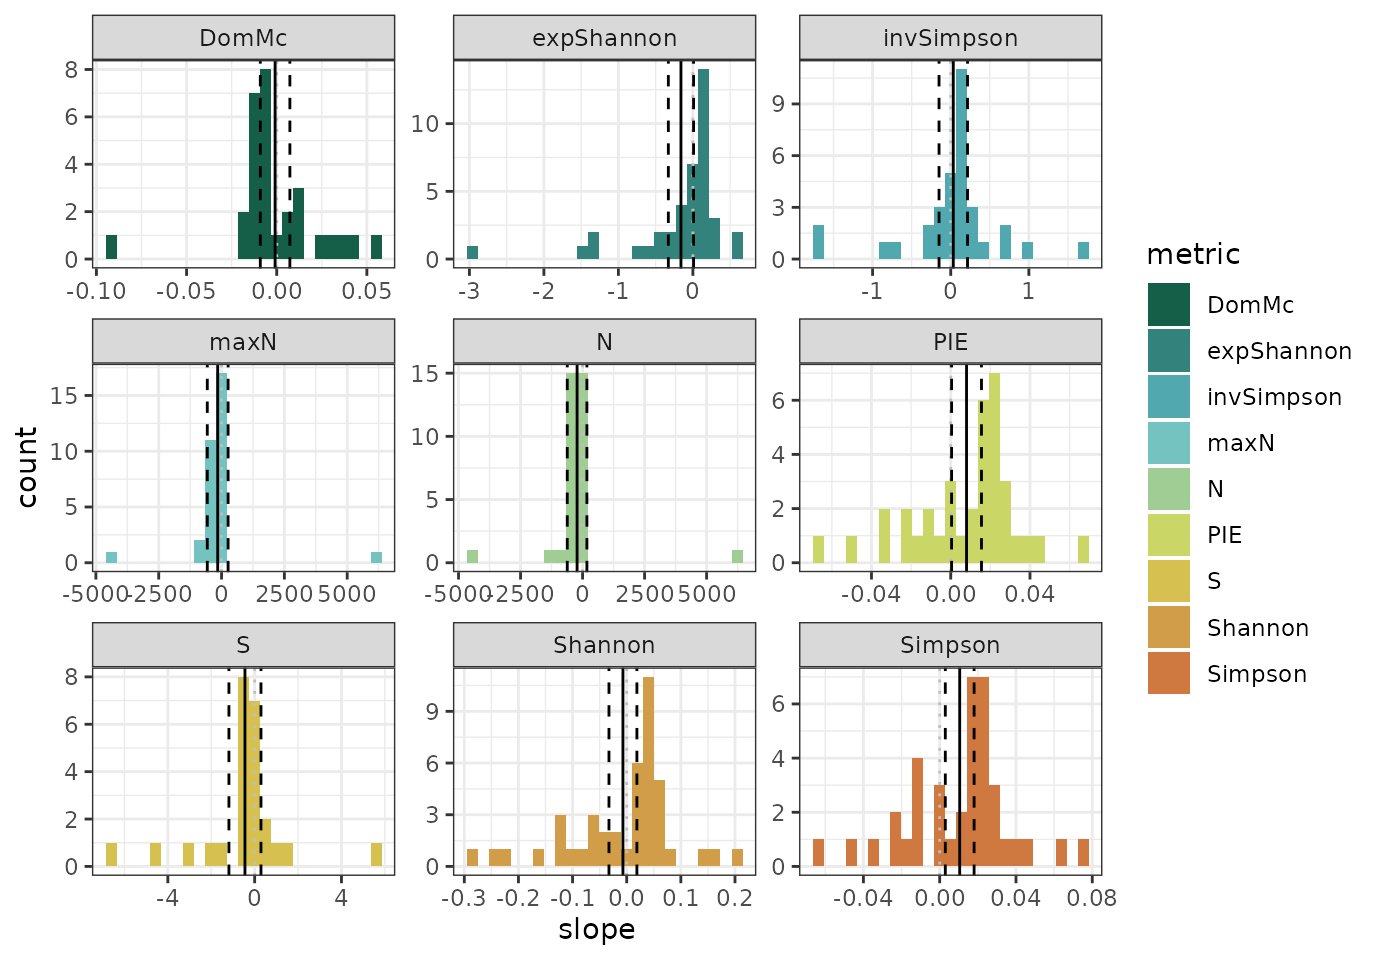 DomMc expShannon invSimpson
8
6
4
2
0
10
5
0
9
6
3
0
-0.10 -0.05 0.00 0.05
-3 -2 -1 0
-1 0 1
maxN N PIE
15
10
5
0
15
10
5
0
6
4
2
0
-5000 -2500 0 2500 5000
-5000 -2500 0 2500 5000
-0.04 0.00 0.04
S Shannon Simpson
8
6
4
2
0
9
6
3
0
6
4
2
0
-4 0 4
-0.3 -0.2 -0.1 0.0 0.1 0.2
-0.04 0.00 0.04 0.08
slope
count
metric
DomMc
expShannon
invSimpson
maxN
N
PIE
S
Shannon
Simpson